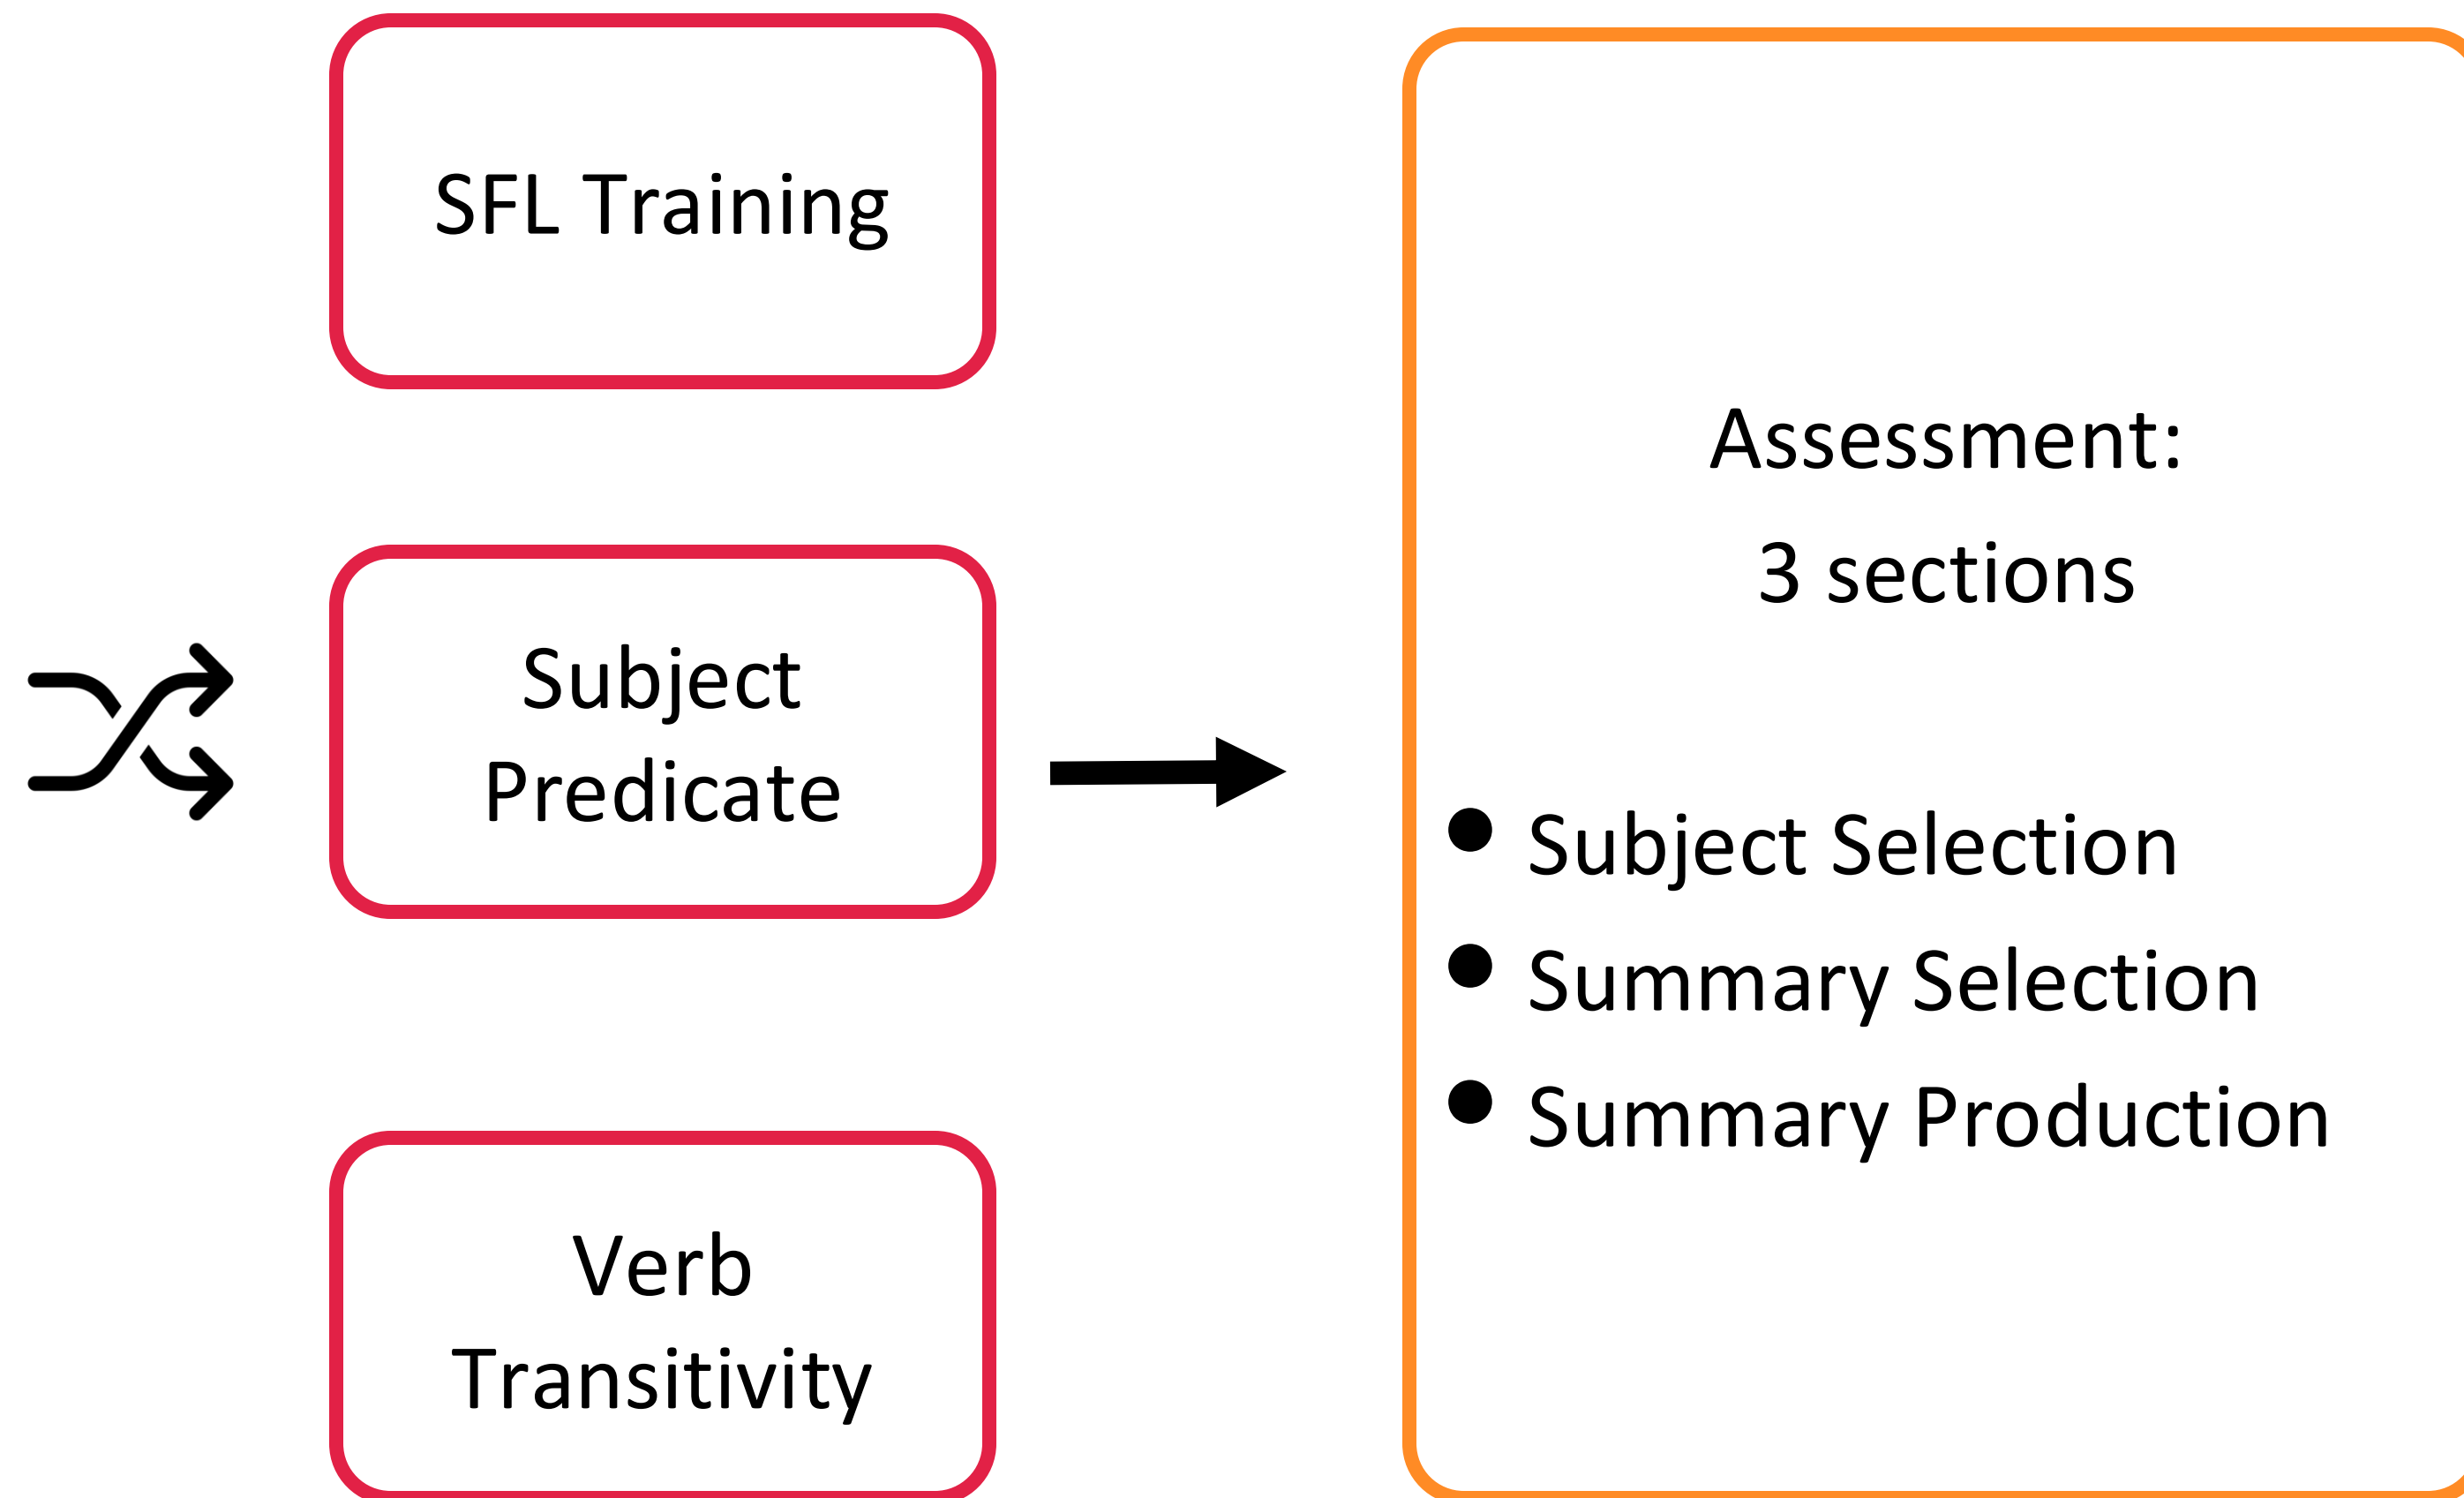 SFL Training
Subject
Predicate
Verb
Transitivity
Assessment:
3 sections
● Subject Selection
● Summary Selection
● Summary Production